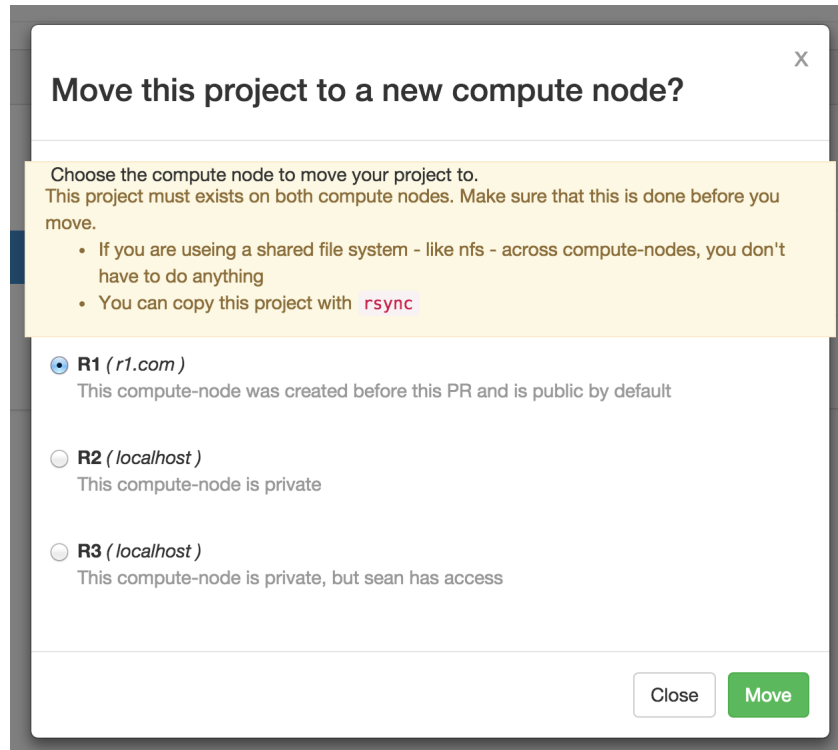 X
Move this project to a new compute node?
Choose the compute node to move your project to.
This project must exists on both compute nodes. Make sure that this is done before you
move.
• If you are useing a shared file system - like nfs - across compute-nodes, you don't
have to do anything
• You can copy this project with rsync
R1 ( r1.com )
This compute-node was created before this PR and is public by default
R2 ( localhost )
This compute-node is private
R3 ( localhost )
This compute-node is private, but sean has access
Close Move